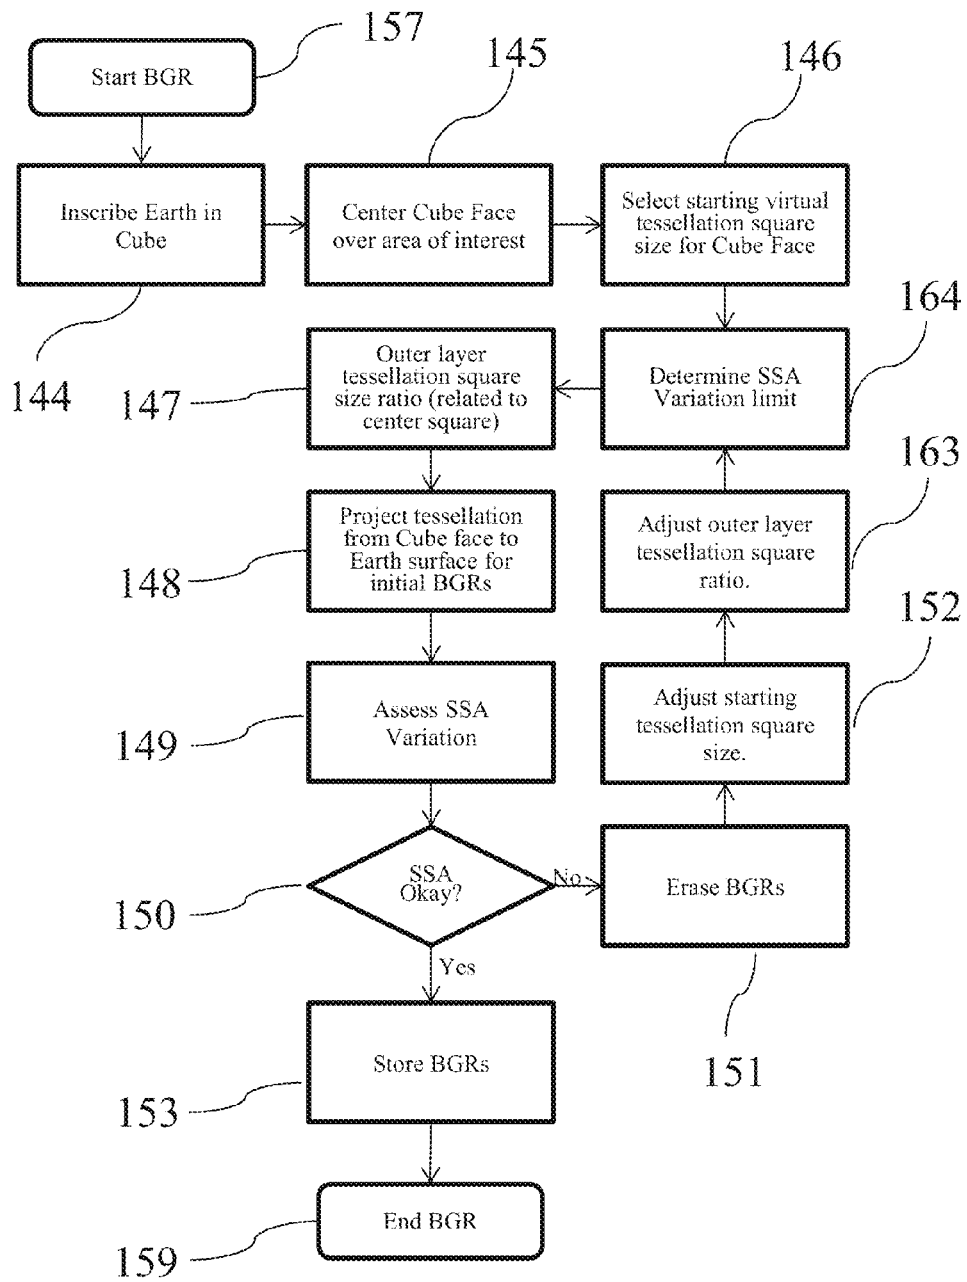 157
Start BGR
145
146
Inscribe Earth in
Cube
Center Cube Face
over area of interest
Select starting virtual
tessellation square
size for Cube Face
144
164
Outer layer
tessellation square
size ratio (related to
center square)
Determine SSA
Variation limit
147
163
Project tessellation
from Cube face to
Earth surface for
initial BGRs
Adjust outer layer
tessellation square
ratio.
148
152
Assess SSA
Variation
Adjust starting
tessellation square
size.
149
SSA
Okay?
No
Erase BGRs
150
Yes
151
Store BGRs
153
End BGR
159